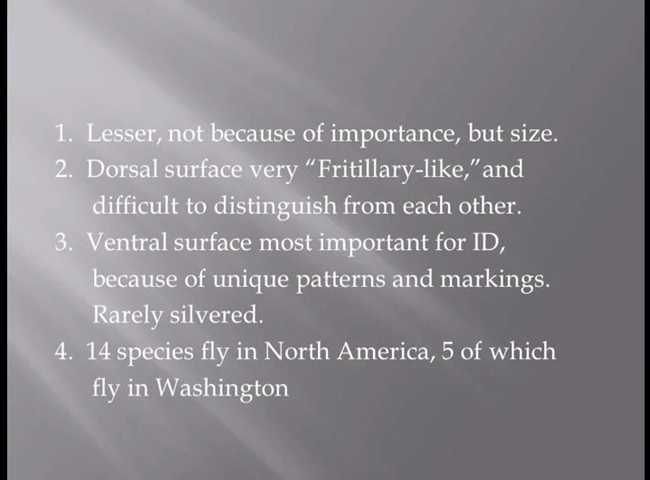 1. Lesser, not because of importance, but size.
2. Dorsal surface very “Fritillary-like,”and
difficult to distinguish from each other.
3. Ventral surface most important for ID,
because of unique patterns and markings.
Rarely silvered.
4. 14 species fly in North America, 5 of which
fly in Washington